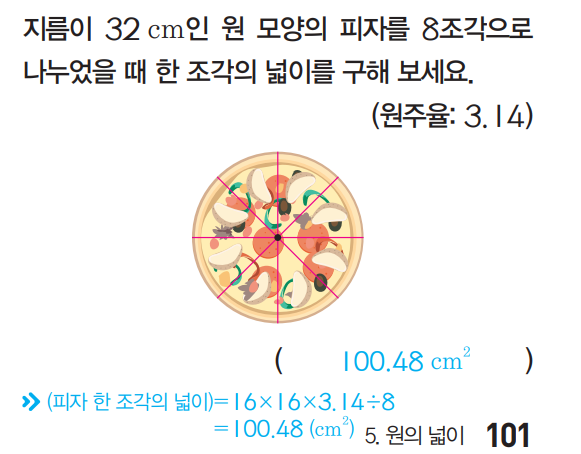 지름이 32 cm인 원 모양의 피자를 8조각으로
나누었을 때 한 조각의 넓이를 구해 보세요.
(원주율: 3.14)
( 100.48 cm² )
(피자 한 조각의 넓이)=16×16×3.14÷8
=100.48 (cm²)
5. 원의 넓이 101